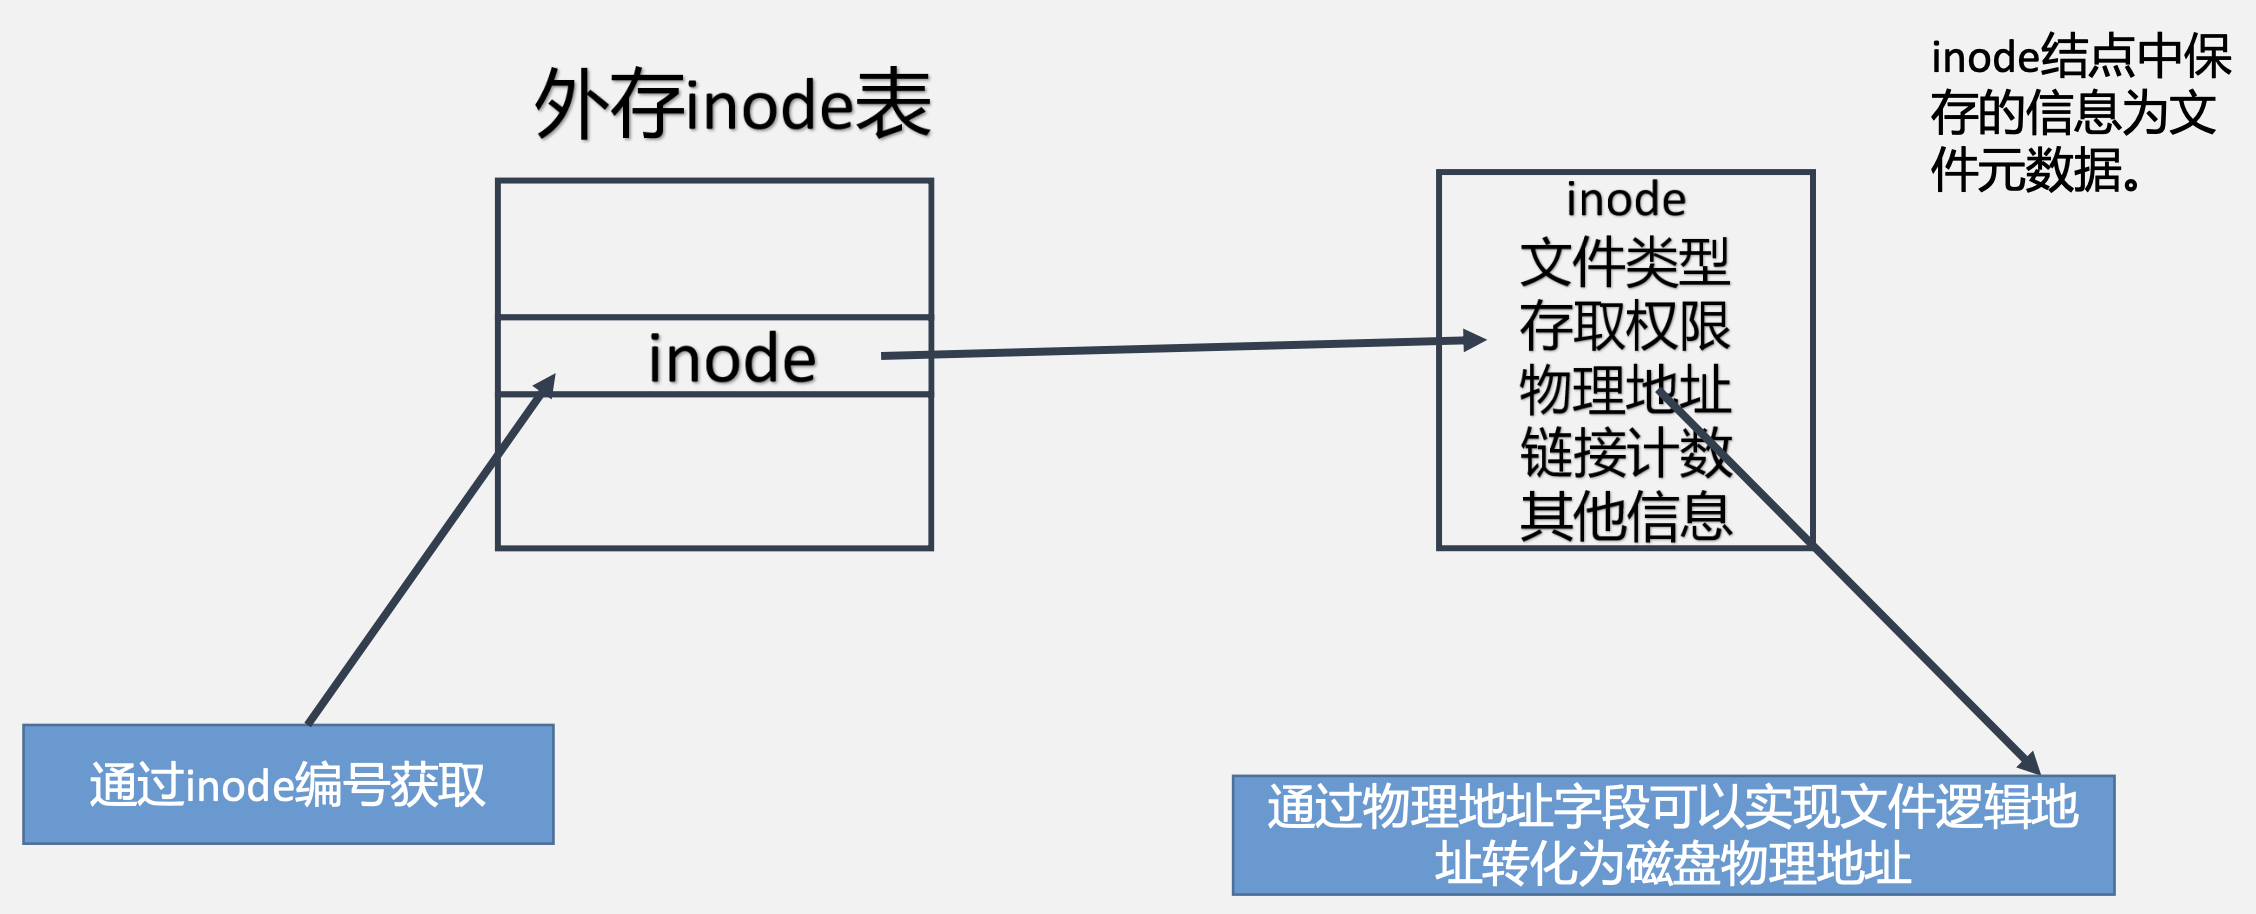 外存inode表
inode
通过inode编号获取
inode
文件类型
存取权限
物理地址
链接计数
其他信息
inode结点中保
存的信息为文
件元数据。
通过物理地址字段可以实现文件逻辑地
址转化为磁盘物理地址